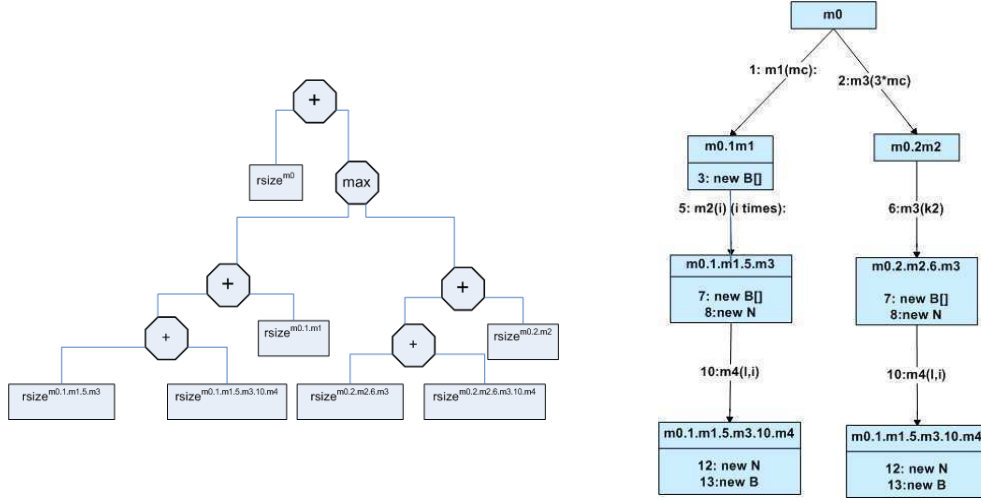 +
rsize^m0
max
+
+
+
rsize^m0.1.m1
+
rsize^m0.2.m2
rsize^m0.1.m1.5.m3
rsize^m0.1.m1.5.m3.10.m4
rsize^m0.2.m2.6.m3
rsize^m0.2.m2.6.m3.10.m4
m0
1: m1(mc):
2:m3(3*mc)
m0.1m1
3: new B[]
m0.2m2
5: m2(i) (i times):
6:m3(k2)
m0.1.m1.5.m3
7: new B[]
8:new N
m0.2.m2.6.m3
7: new B[]
8:new N
10:m4(l,i)
10:m4(l,i)
m0.1.m1.5.m3.10.m4
12: new N
13:new B
m0.1.m1.5.m3.10.m4
12: new N
13:new B